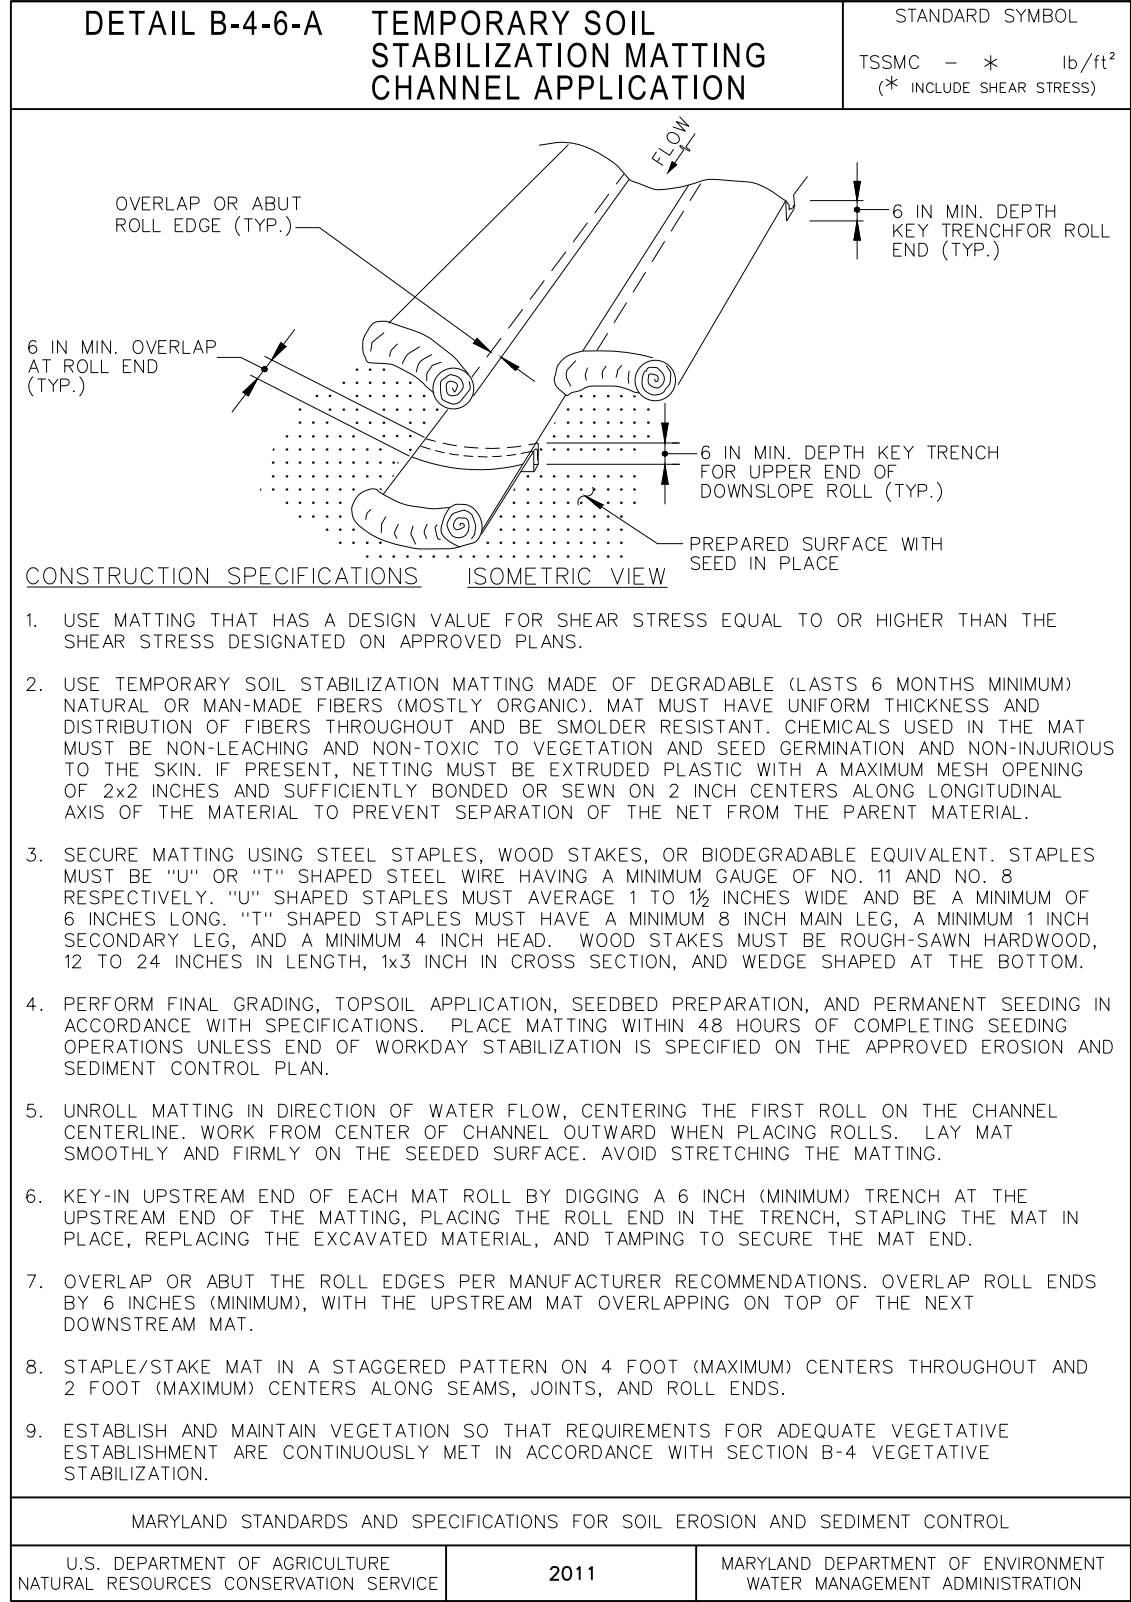 DETAIL B-4-6-A TEMPORARY SOIL
STABILIZATION MATTING
CHANNEL APPLICATION
STANDARD SYMBOL
TSSMC - * lb/ft²
(* INCLUDE SHEAR STRESS)
FLOW
OVERLAP OR ABUT
ROLL EDGE (TYP.)
6 IN MIN. DEPTH
KEY TRENCHFOR ROLL
END (TYP.)
6 IN MIN. OVERLAP
AT ROLL END
(TYP.)
6 IN MIN. DEPTH KEY TRENCH
FOR UPPER END OF
DOWNSLOPE ROLL (TYP.)
PREPARED SURFACE WITH
SEED IN PLACE
CONSTRUCTION SPECIFICATIONS ISOMETRIC VIEW
1. USE MATTING THAT HAS A DESIGN VALUE FOR SHEAR STRESS EQUAL TO OR HIGHER THAN THE
SHEAR STRESS DESIGNATED ON APPROVED PLANS.
2. USE TEMPORARY SOIL STABILIZATION MATTING MADE OF DEGRADABLE (LASTS 6 MONTHS MINIMUM)
NATURAL OR MAN-MADE FIBERS (MOSTLY ORGANIC). MAT MUST HAVE UNIFORM THICKNESS AND
DISTRIBUTION OF FIBERS THROUGHOUT AND BE SMOLDER RESISTANT. CHEMICALS USED IN THE MAT
MUST BE NON-LEACHING AND NON-TOXIC TO VEGETATION AND SEED GERMINATION AND NON-INJURIOUS
TO THE SKIN. IF PRESENT, NETTING MUST BE EXTRUDED PLASTIC WITH A MAXIMUM MESH OPENING
OF 2x2 INCHES AND SUFFICIENTLY BONDED OR SEWN ON 2 INCH CENTERS ALONG LONGITUDINAL
AXIS OF THE MATERIAL TO PREVENT SEPARATION OF THE NET FROM THE PARENT MATERIAL.
3. SECURE MATTING USING STEEL STAPLES, WOOD STAKES, OR BIODEGRADABLE EQUIVALENT. STAPLES
MUST BE "U" OR "T" SHAPED STEEL WIRE HAVING A MINIMUM GAUGE OF NO. 11 AND NO. 8
RESPECTIVELY. "U" SHAPED STAPLES MUST AVERAGE 1 TO 1½ INCHES WIDE AND BE A MINIMUM OF
6 INCHES LONG. "T" SHAPED STAPLES MUST HAVE A MINIMUM 8 INCH MAIN LEG, A MINIMUM 1 INCH
SECONDARY LEG, AND A MINIMUM 4 INCH HEAD. WOOD STAKES MUST BE ROUGH-SAWN HARDWOOD,
12 TO 24 INCHES IN LENGTH, 1x3 INCH IN CROSS SECTION, AND WEDGE SHAPED AT THE BOTTOM.
4. PERFORM FINAL GRADING, TOPSOIL APPLICATION, SEEDBED PREPARATION, AND PERMANENT SEEDING IN
ACCORDANCE WITH SPECIFICATIONS. PLACE MATTING WITHIN 48 HOURS OF COMPLETING SEEDING
OPERATIONS UNLESS END OF WORKDAY STABILIZATION IS SPECIFIED ON THE APPROVED EROSION AND
SEDIMENT CONTROL PLAN.
5. UNROLL MATTING IN DIRECTION OF WATER FLOW, CENTERING THE FIRST ROLL ON THE CHANNEL
CENTERLINE. WORK FROM CENTER OF CHANNEL OUTWARD WHEN PLACING ROLLS. LAY MAT
SMOOTHLY AND FIRMLY ON THE SEEDED SURFACE. AVOID STRETCHING THE MATTING.
6. KEY-IN UPSTREAM END OF EACH MAT ROLL BY DIGGING A 6 INCH (MINIMUM) TRENCH AT THE
UPSTREAM END OF THE MATTING, PLACING THE ROLL END IN THE TRENCH, STAPLING THE MAT IN
PLACE, REPLACING THE EXCAVATED MATERIAL, AND TAMPING TO SECURE THE MAT END.
7. OVERLAP OR ABUT THE ROLL EDGES PER MANUFACTURER RECOMMENDATIONS. OVERLAP ROLL ENDS
BY 6 INCHES (MINIMUM), WITH THE UPSTREAM MAT OVERLAPPING ON TOP OF THE NEXT
DOWNSTREAM MAT.
8. STAPLE/STAKE MAT IN A STAGGERED PATTERN ON 4 FOOT (MAXIMUM) CENTERS THROUGHOUT AND
2 FOOT (MAXIMUM) CENTERS ALONG SEAMS, JOINTS, AND ROLL ENDS.
9. ESTABLISH AND MAINTAIN VEGETATION SO THAT REQUIREMENTS FOR ADEQUATE VEGETATIVE
ESTABLISHMENT ARE CONTINUOUSLY MET IN ACCORDANCE WITH SECTION B-4 VEGETATIVE
STABILIZATION.
MARYLAND STANDARDS AND SPECIFICATIONS FOR SOIL EROSION AND SEDIMENT CONTROL
U.S. DEPARTMENT OF AGRICULTURE
NATURAL RESOURCES CONSERVATION SERVICE
2011
MARYLAND DEPARTMENT OF ENVIRONMENT
WATER MANAGEMENT ADMINISTRATION